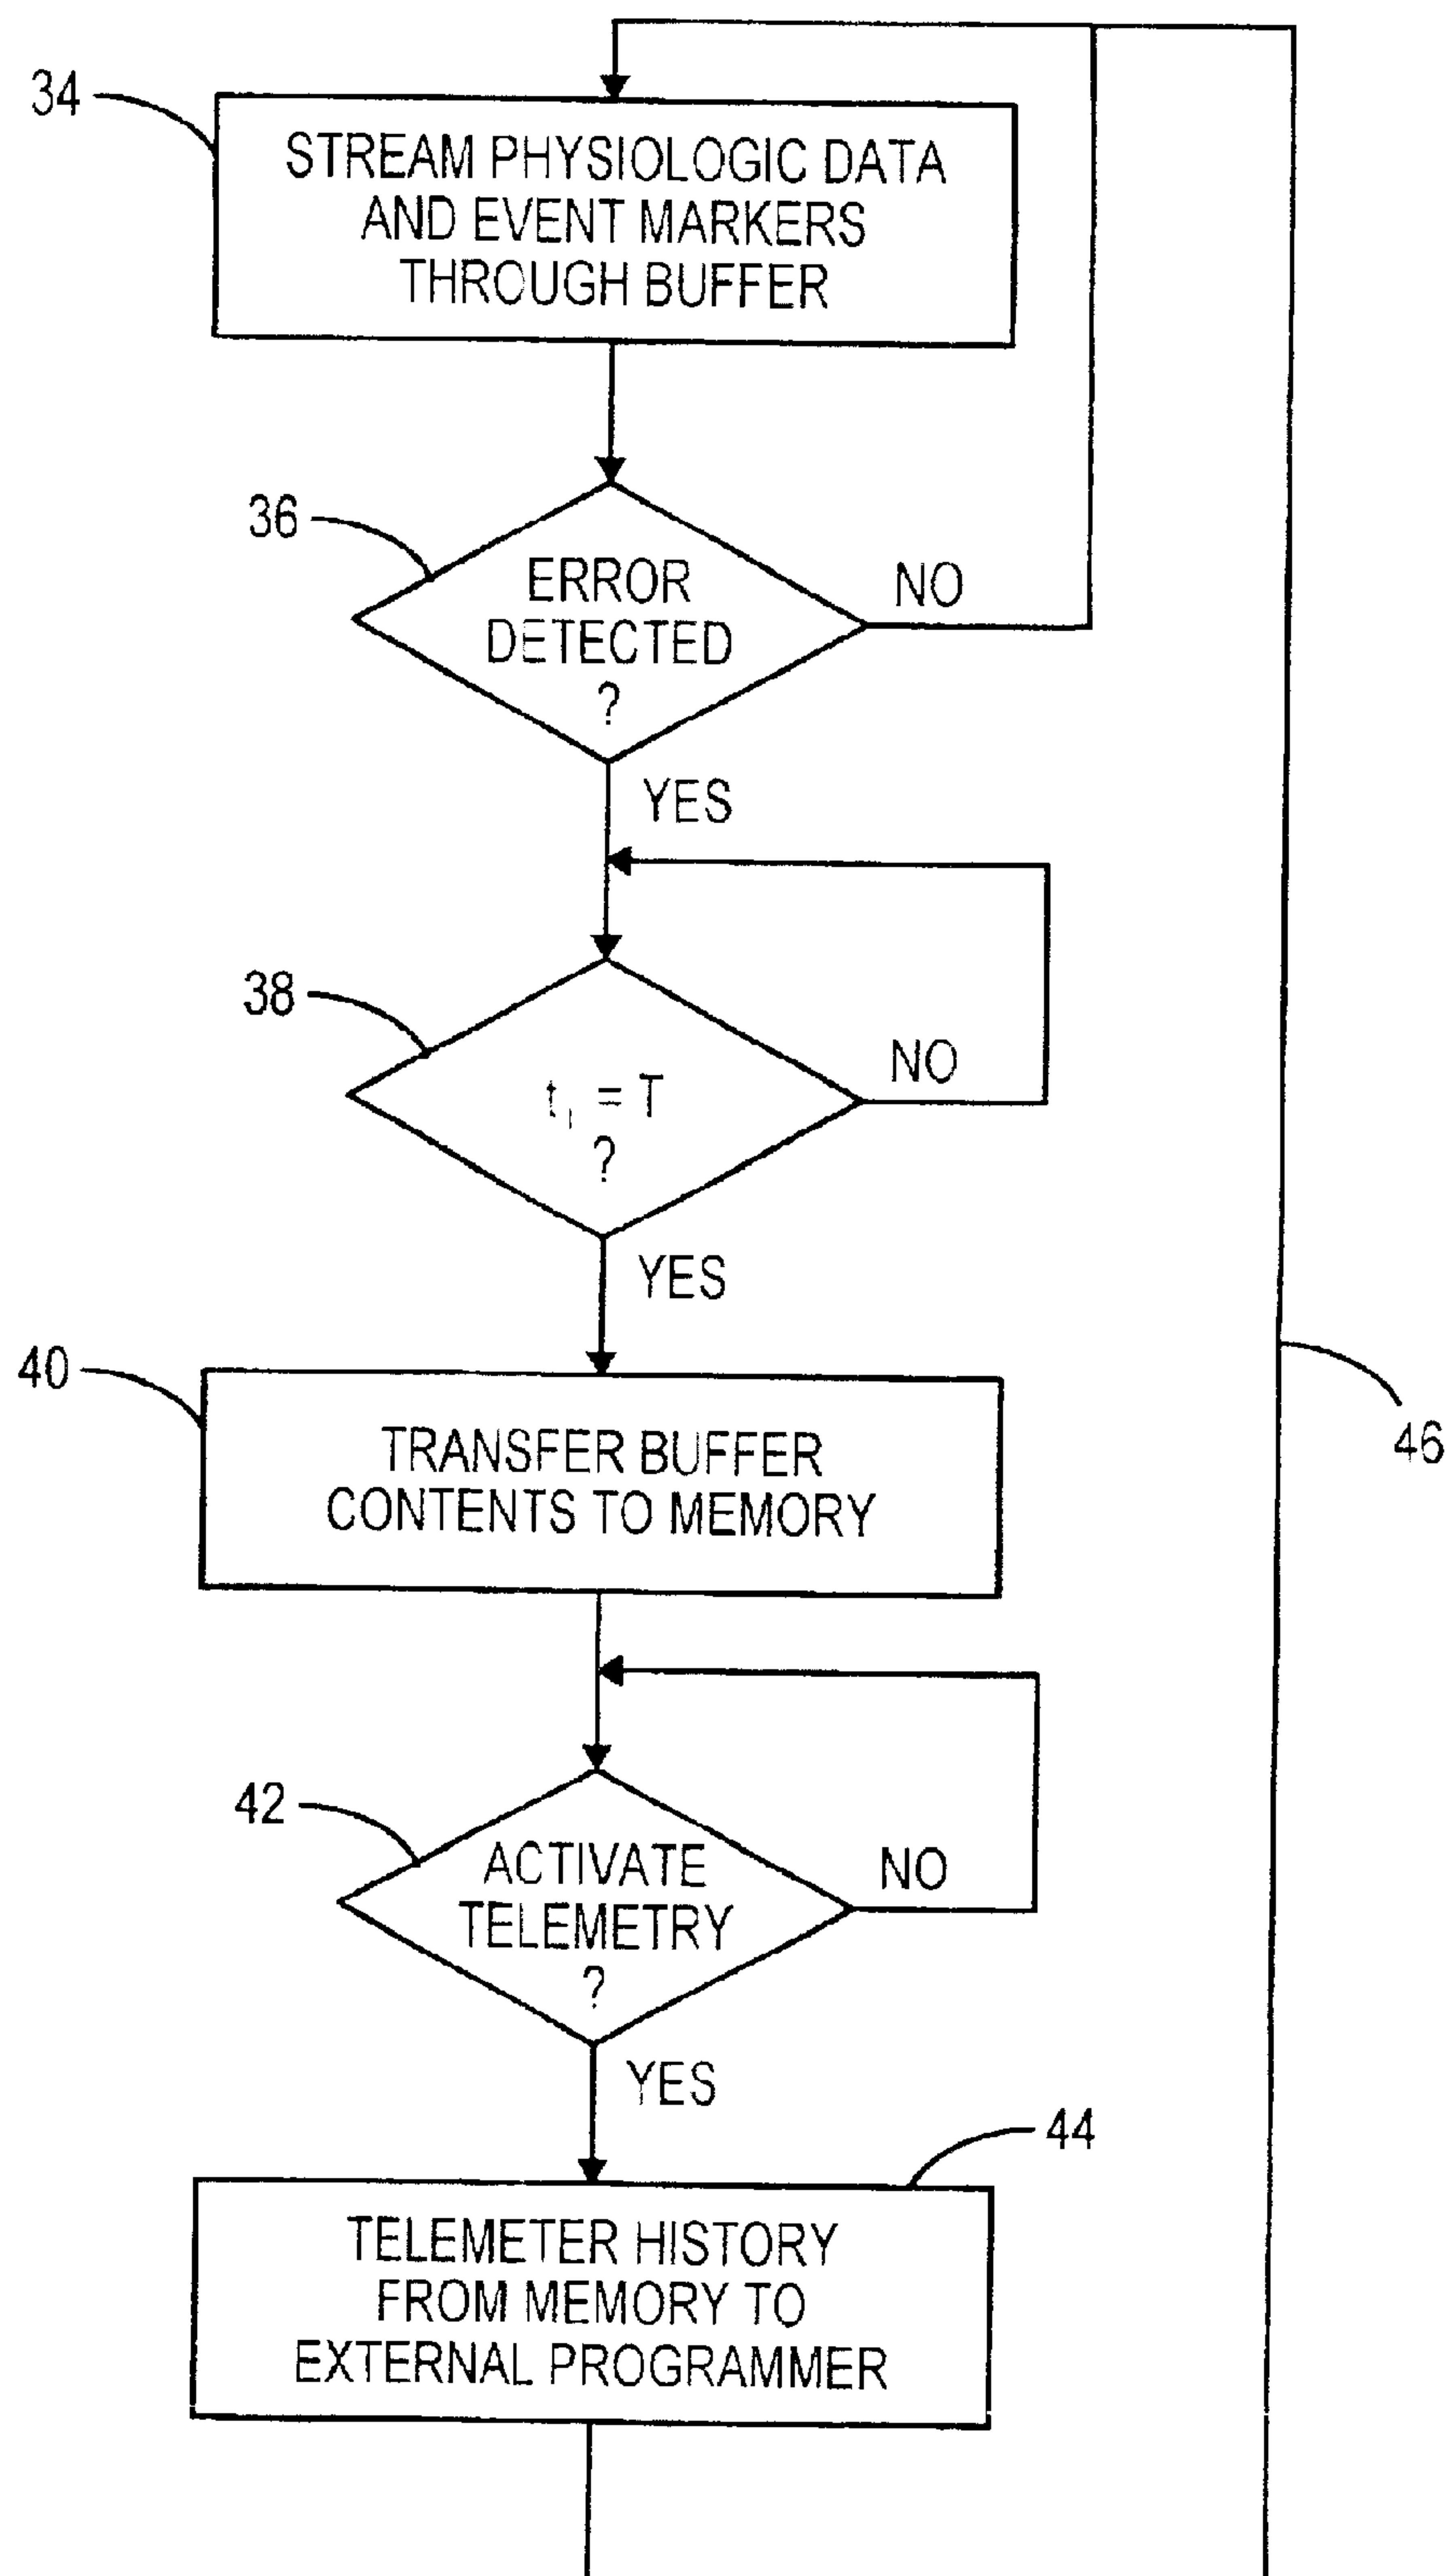 34
STREAM PHYSIOLOGIC DATA
AND EVENT MARKERS
THROUGH BUFFER
36
ERROR
DETECTED
?
NO
YES
38
t₁ = T
?
NO
YES
40
TRANSFER BUFFER
CONTENTS TO MEMORY
46
42
ACTIVATE
TELEMETRY
?
NO
YES
44
TELEMETER HISTORY
FROM MEMORY TO
EXTERNAL PROGRAMMER